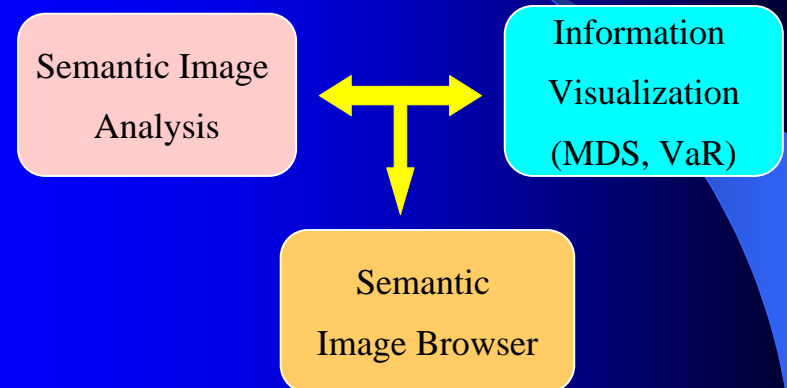 Semantic Image
Analysis
Information
Visualization
(MDS, VaR)
Semantic
Image Browser